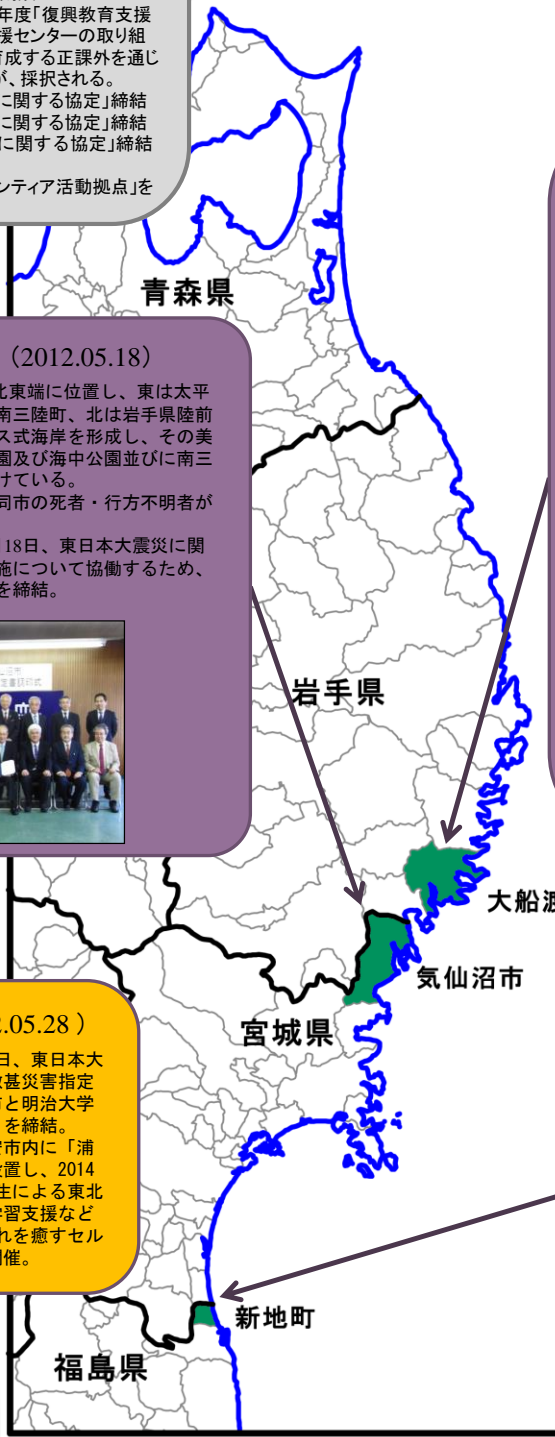 年度「復興教育支援
援センターの取り組
育成する正課外を通じ
が、採択される。
に関する協定」締結
に関する協定」締結
に関する協定」締結
ンティア活動拠点」を
青森県
（2012.05.18）
北東端に位置し、東は太平
南三陸町、北は岩手県陸前
ス式海岸を形成し、その美
園及び海中公園並びに南三
けている。
同市の死者・行方不明者が
月18日、東日本大震災に関
施について協働するため、
を締結。
岩手県
大船渡
気仙沼市
宮城県
2.05.28 ）
日、東日本大
激甚災害指定
市と明治大学
」を締結。
安市内に「浦
設置し、2014
生による東北
学習支援など
れを癒すセル
開催。
新地町
福島県